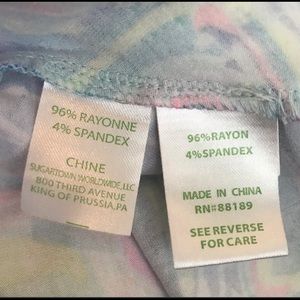 96% RAYONNE
4% SPANDEX
CHINE
SUGARTOWN WORLDWIDE, LLC
800 THIRD AVENUE
KING OF PRUSSIA,PA
96%RAYON
4%SPANDEX
MADE IN CHINA
RN#88189
SEE REVERSE
FOR CARE